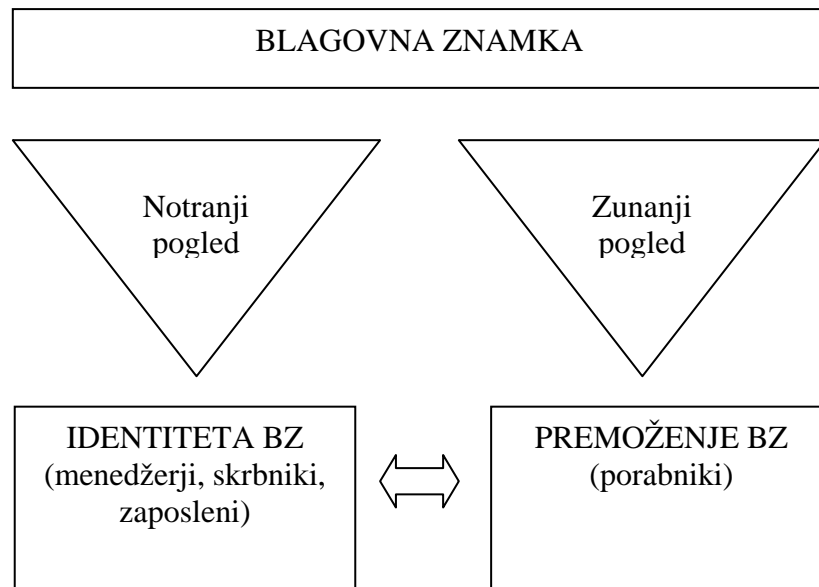 BLAGOVNA ZNAMKA
Notranji
pogled
Zunanji
pogled
IDENTITETA BZ
(menedžerji, skrbniki,
zaposleni)
PREMOŽENJE BZ
(porabniki)